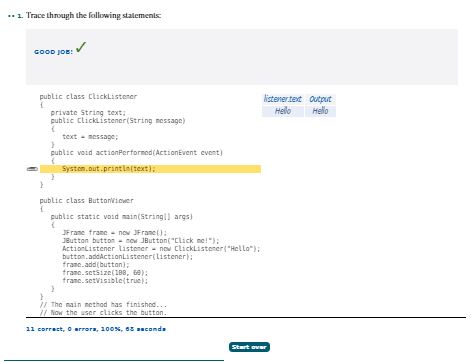 •• 1. Trace through the following statements:
GOOD JOB!
public class ClickListener
{
private String text;
public ClickListener(String message)
{
text = message;
}
public void actionPerformed(ActionEvent event)
{
System.out.println(text);
}
}
public class ButtonViewer
{
public static void main(String[] args)
{
JFrame frame = new JFrame();
JButton button = new JButton("Click me!");
ActionListener listener = new ClickListener("Hello");
button.addActionListener(listener);
frame.add(button);
frame.setSize(100, 60);
frame.setVisible(true);
}
}
// The main method has finished...
// Now the user clicks the button.
listener.text Output
Hello Hello
11 correct, 0 errors, 100%, 68 seconds
Start over